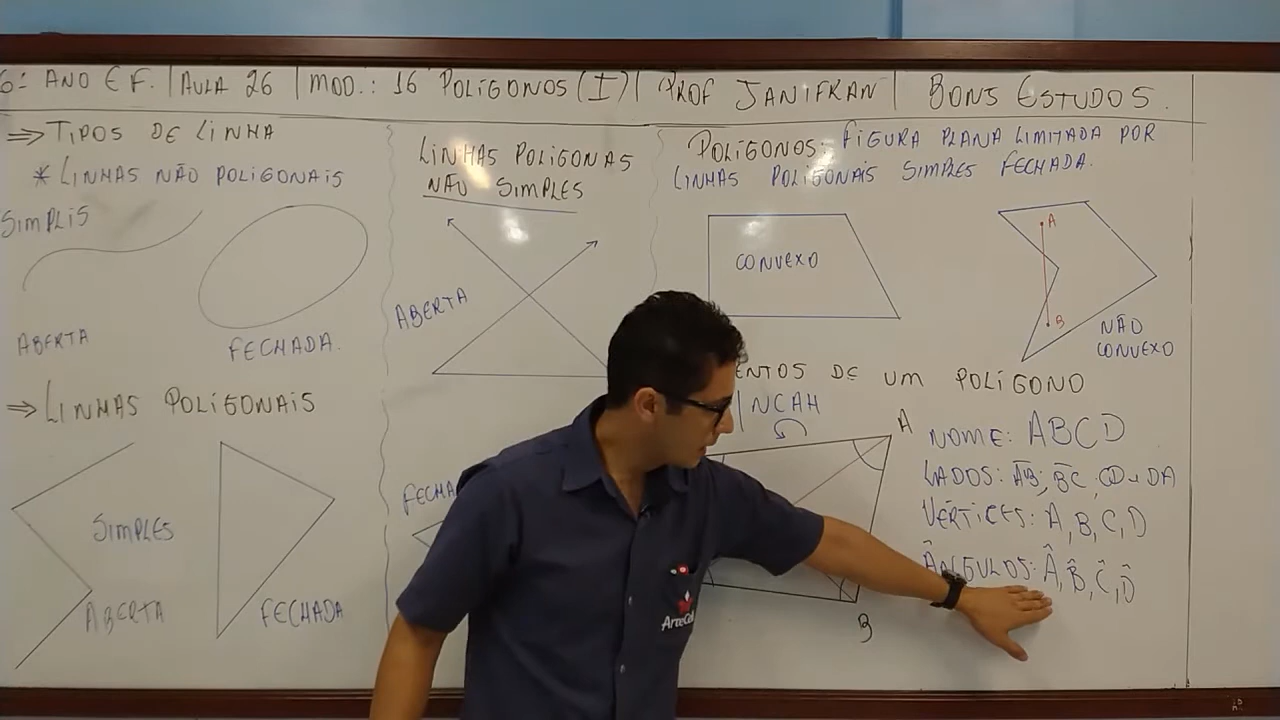 6º ANO E F. | AULA 26 | MOD.: 16 POLÍGONOS (I) | PROF JANIFRAN | BONS ESTUDOS.
⇒ TIPOS DE LINHA
* LINHAS NÃO POLIGONAIS
SIMPLIS
ABERTA
FECHADA.
⇒ LINHAS POLIGONAIS
SIMPLES
ABERTA
FECHADA
LINHAS POLIGONAS
NÃO SIMPLES
ABERTA
FECHA
POLÍGONOS: FIGURA PLANA LIMITADA POR
LINHAS POLIGONAIS SIMPLES FECHADA.
CONVEXO
A
B
NÃO
CONVEXO
ENTOS DE UM POLÍGONO
NCAH
A
B
NOME: ABCD
LADOS: AB; BC, CD e DA
VÉRTICES: A, B, C, D
ÂNGULOS: Â, B̂, Ĉ, D̂